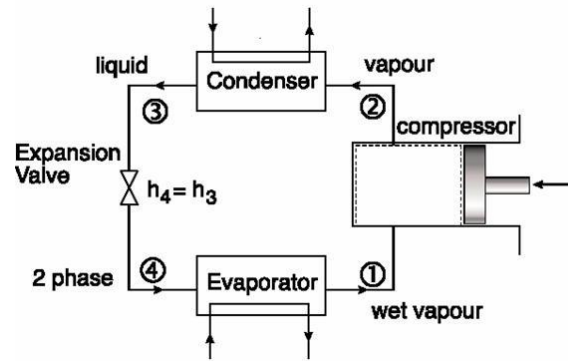 liquid
Condenser
vapour
③
②
compressor
Expansion
Valve
h₄ = h₃
④
①
2 phase
Evaporator
wet vapour